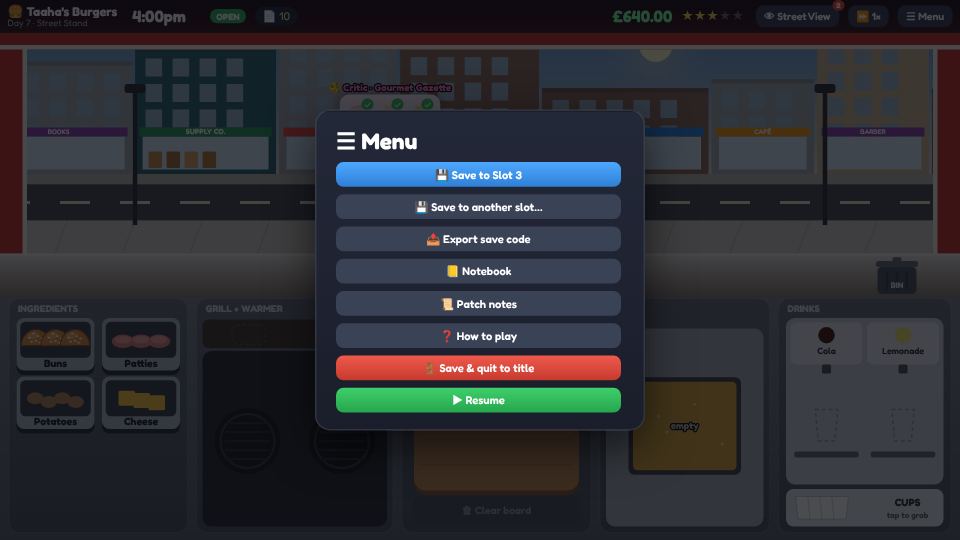 Taaha's Burgers
Day 7 · Street Stand
4:00pm
OPEN
10
£640.00
Street View
2
1x
☰ Menu
Critic · Gourmet Gazette
BOOKS
SUPPLY CO.
CAFÉ
BARBER
☰ Menu
Save to Slot 3
Save to another slot...
Export save code
Notebook
Patch notes
How to play
Save & quit to title
▶ Resume
BIN
INGREDIENTS
Buns
Patties
Potatoes
Cheese
GRILL + WARMER
Clear board
empty
DRINKS
Cola
Lemonade
CUPS
tap to grab